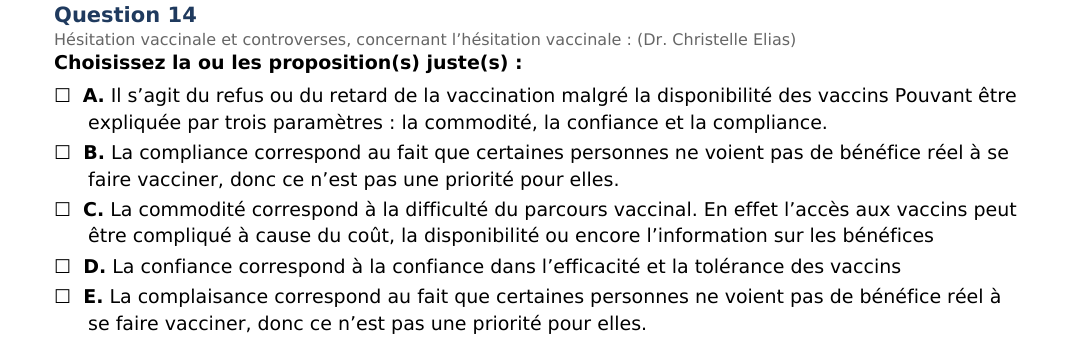 Question 14
Hésitation vaccinale et controverses, concernant l’hésitation vaccinale : (Dr. Christelle Elias)
Choisissez la ou les proposition(s) juste(s) :
☐ A. Il s’agit du refus ou du retard de la vaccination malgré la disponibilité des vaccins Pouvant être
expliquée par trois paramètres : la commodité, la confiance et la compliance.
☐ B. La compliance correspond au fait que certaines personnes ne voient pas de bénéfice réel à se
faire vacciner, donc ce n’est pas une priorité pour elles.
☐ C. La commodité correspond à la difficulté du parcours vaccinal. En effet l’accès aux vaccins peut
être compliqué à cause du coût, la disponibilité ou encore l’information sur les bénéfices
☐ D. La confiance correspond à la confiance dans l’efficacité et la tolérance des vaccins
☐ E. La complaisance correspond au fait que certaines personnes ne voient pas de bénéfice réel à
se faire vacciner, donc ce n’est pas une priorité pour elles.